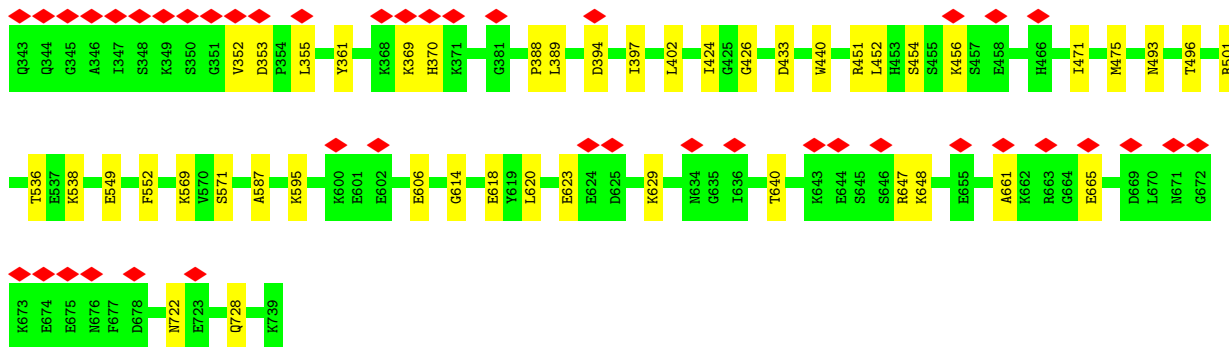 Q343 Q344 G345 A346 I347 S348 K349 S350 G351 V352 D353 P354 L355 Y361 K368 K369 H370 K371 G381 P388 L389 D394 I397 L402 I424 G425 G426 D433 W440 R451 L452 H453 S454 S455 K456 S457 E458 H466 I471 M475 N493 T496 R501
T536 E537 K538 E549 F552 K569 V570 S571 A587 K595 K600 E601 E602 E606 G614 E618 Y619 L620 E623 E624 D625 K629 N634 G635 I636 T640 K643 E644 S645 S646 R647 K648 E655 A661 K662 R663 G664 E665 D669 L670 N671 G672
K673 E674 E675 N676 F677 D678 N722 E723 Q728 K739